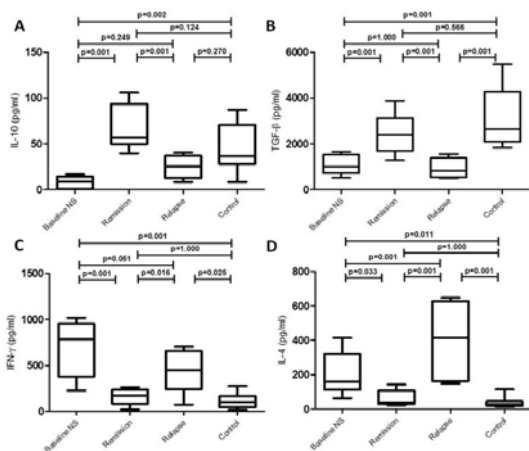 A
p=0.002
p=0.124
p=0.249
p=0.001 p=0.001 p=0.270
IL-10 (pg/ml)
150
100
50
0
Baseline NS Remission Relapse Control
B
p=0.001
p=0.566
p=1.000
p=0.001 p=0.001 p=0.001
TGF-β (pg/ml)
6000
4000
2000
0
Baseline NS Remission Relapse Control
C
p=0.001
p=1.000
p=0.051
p=0.001 p=0.016 p=0.025
IFN-γ (pg/ml)
1500
1000
500
0
Baseline NS Remission Relapse Control
D
p=0.011
p=1.000
p=0.001
p=0.033 p=0.001 p=0.001
IL-4 (pg/ml)
800
600
400
200
0
Baseline NS Remission Relapse Control